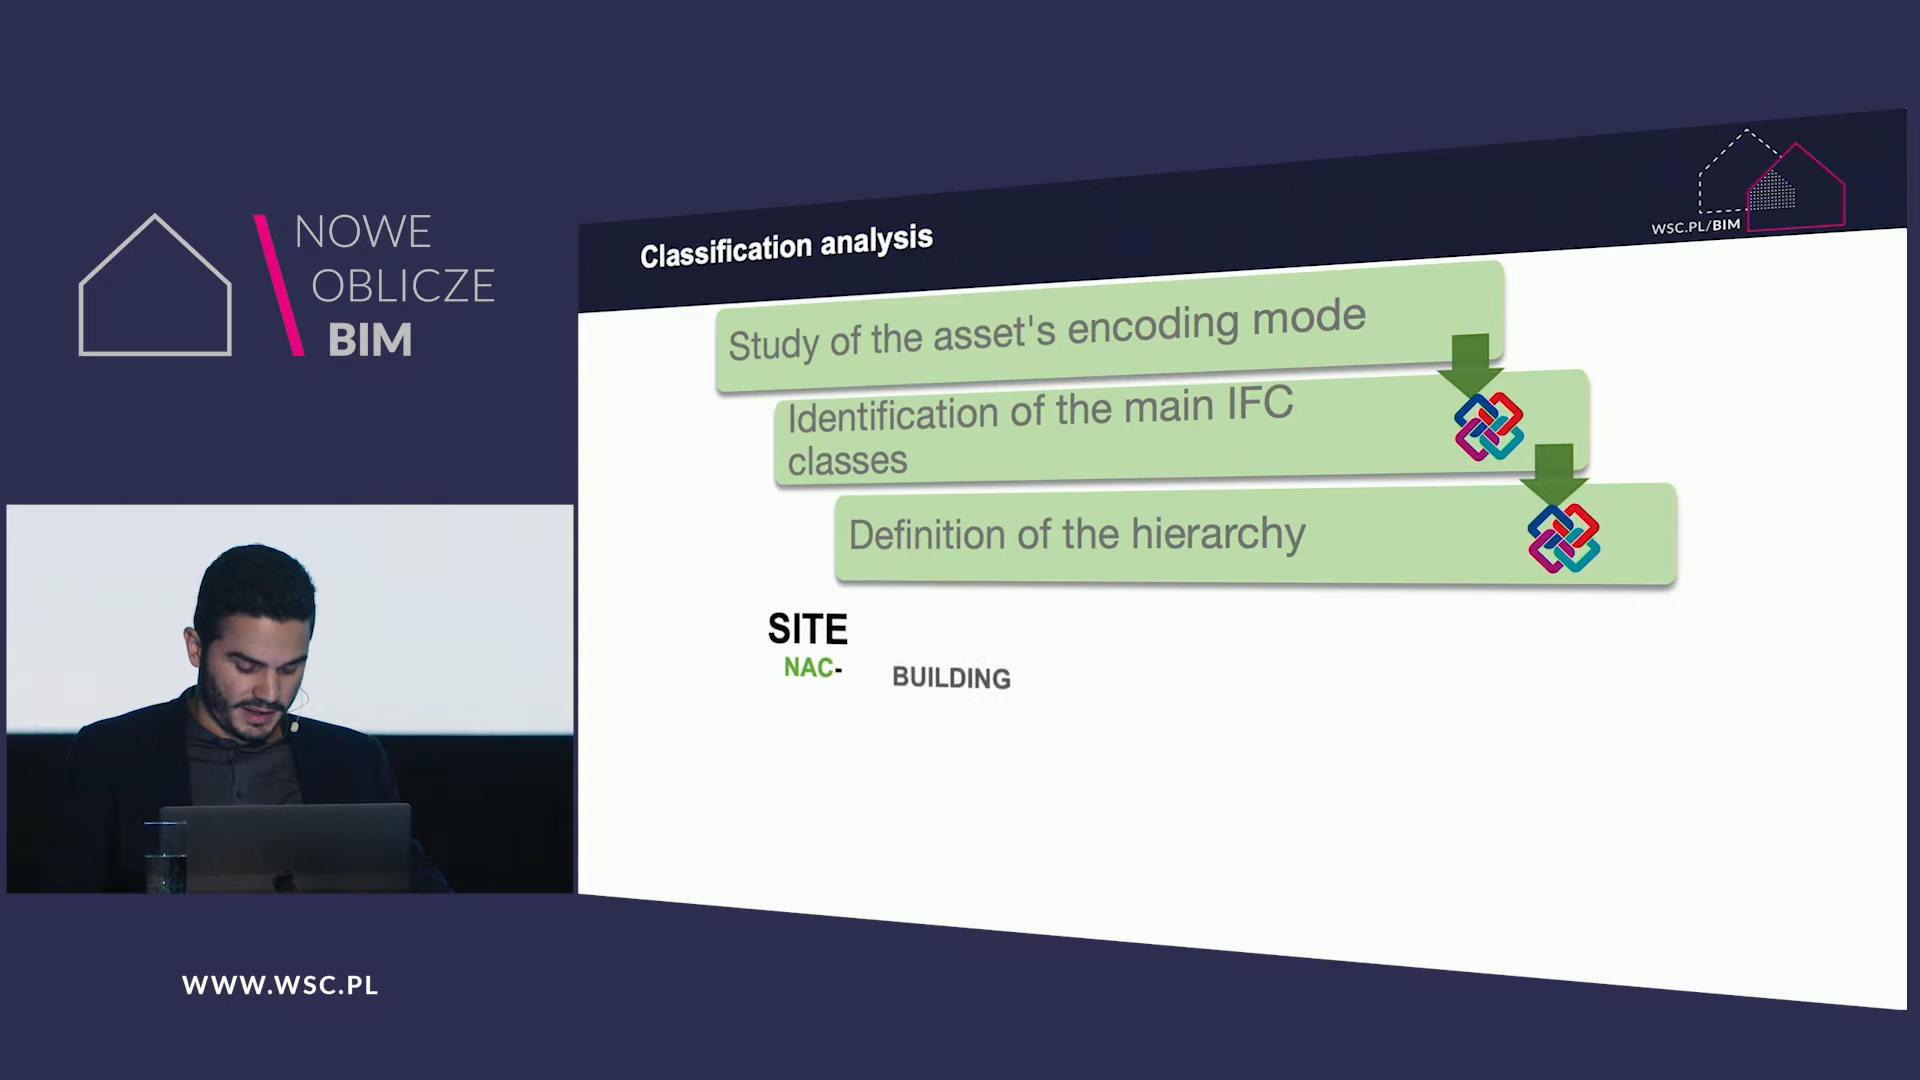 NOWE
OBLICZE
BIM
WWW.WSC.PL
Classification analysis
WSC.PL/BIM
Study of the asset's encoding mode
Identification of the main IFC
classes
Definition of the hierarchy
SITE
NAC-
BUILDING